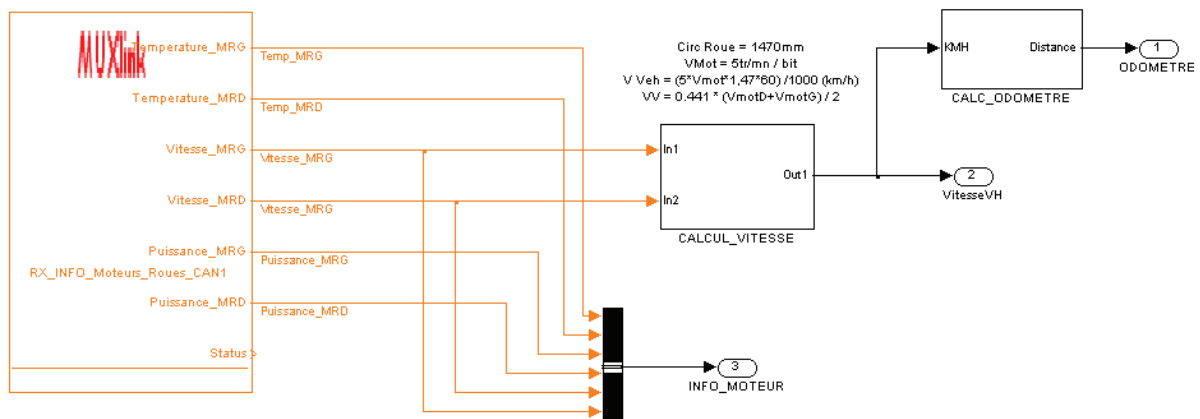 MUXlink
Temperature_MRG
Temp_MRG
Temperature_MRD
Temp_MRD
Vitesse_MRG
Vitesse_MRG
Vitesse_MRD
Vitesse_MRG
Puissance_MRG
Puissance_MRG
RX_INFO_Moteurs_Roues_CAN1
Puissance_MRD
Puissance_MRD
Status
Circ Roue = 1470mm
VMot = 5tr/mn / bit
V Veh = (5*Vmot*1,47*60) /1000 (km/h)
VV = 0.441 * (VmotD+VmotG) / 2
In1
In2
Out1
CALCUL_VITESSE
KMH
Distance
CALC_ODOMETRE
1
ODOMETRE
2
VitesseVH
3
INFO_MOTEUR